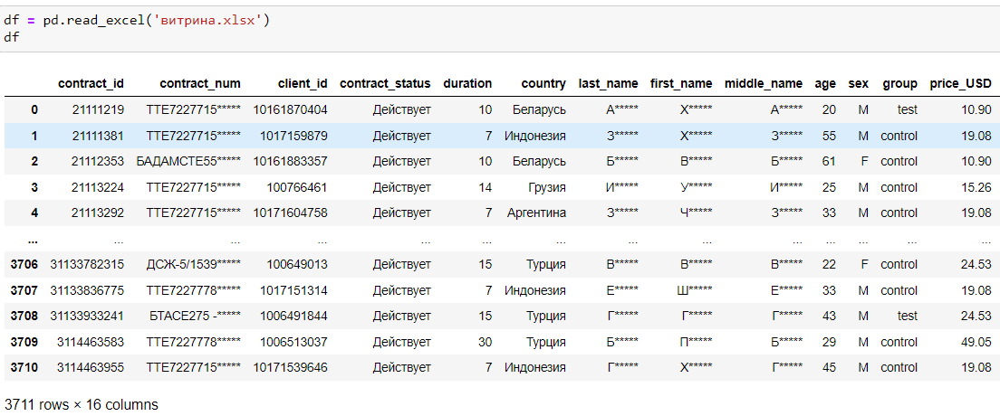 df = pd.read_excel('витрина.xlsx')
df
contract_id contract_num client_id contract_status duration country last_name first_name middle_name age sex group price_USD
0 21111219 TTE7227715***** 10161870404 Действует 10 Беларусь А***** Х***** А***** 20 M test 10.90
1 21111381 TTE7227715***** 1017159879 Действует 7 Индонезия З***** Х***** З***** 55 M control 19.08
2 21112353 БАДАМСТЕ55***** 10161883357 Действует 10 Беларусь Б***** В***** Б***** 61 F control 10.90
3 21113224 TTE7227715***** 100766461 Действует 14 Грузия И***** У***** И***** 25 M control 15.26
4 21113292 TTE7227715***** 10171604758 Действует 7 Аргентина З***** Ч***** З***** 33 M control 19.08
... ... ... ... ... ... ... ... ... ... ... ... ... ...
3706 31133782315 ДСЖ-5/1539***** 100649013 Действует 15 Турция В***** В***** В***** 22 F control 24.53
3707 31133836775 TTE7227778***** 1017151314 Действует 7 Индонезия Е***** Ш***** Е***** 33 M control 19.08
3708 31133933241 БТАСЕ275 -***** 1006491844 Действует 15 Турция Г***** Г***** Г***** 43 M test 24.53
3709 3114463583 TTE7227778***** 1006513037 Действует 30 Турция Б***** П***** Б***** 29 M control 49.05
3710 3114463955 TTE7227715***** 10171539646 Действует 7 Индонезия Г***** Х***** Г***** 45 M control 19.08
3711 rows × 16 columns